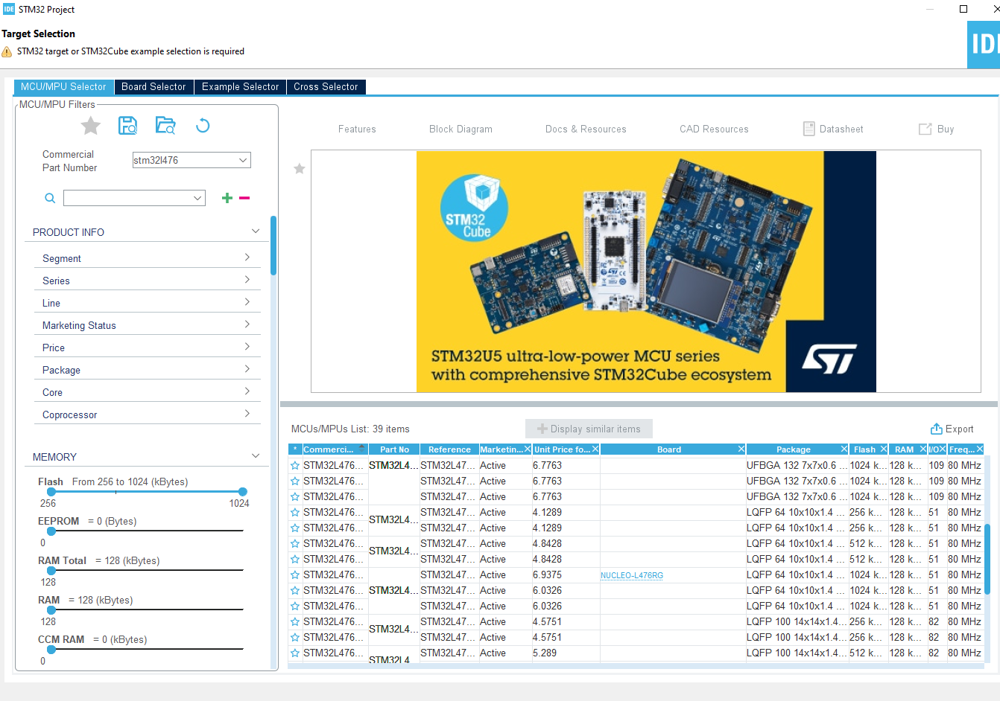 IDE STM32 Project
Target Selection
STM32 target or STM32Cube example selection is required
IDE
MCU/MPU Selector Board Selector Example Selector Cross Selector
MCU/MPU Filters
Commercial
Part Number
stm32l476
PRODUCT INFO
Segment
Series
Line
Marketing Status
Price
Package
Core
Coprocessor
MEMORY
Flash From 256 to 1024 (kBytes)
256 1024
EEPROM = 0 (Bytes)
0
RAM Total = 128 (kBytes)
128
RAM = 128 (kBytes)
128
CCM RAM = 0 (kBytes)
0
Features Block Diagram Docs & Resources CAD Resources Datasheet Buy
STM32
Cube
STM32U5 ultra-low-power MCU series
with comprehensive STM32Cube ecosystem
ST
MCUs/MPUs List: 39 items + Display similar items Export
* Commerci... Part No Reference Marketin... Unit Price fo... Board Package Flash RAM I/O Freq...
STM32L476... STM32L4... STM32L47... Active 6.7763 UFBGA 132 7x7x0.6 ... 1024 k... 128 k... 109 80 MHz
STM32L476... STM32L47... Active 6.7763 UFBGA 132 7x7x0.6 ... 1024 k... 128 k... 109 80 MHz
STM32L476... STM32L47... Active 6.7763 UFBGA 132 7x7x0.6 ... 1024 k... 128 k... 109 80 MHz
STM32L476... STM32L4... STM32L47... Active 4.1289 LQFP 64 10x10x1.4 ... 256 k... 128 k... 51 80 MHz
STM32L476... STM32L47... Active 4.1289 LQFP 64 10x10x1.4 ... 256 k... 128 k... 51 80 MHz
STM32L476... STM32L4... STM32L47... Active 4.8428 LQFP 64 10x10x1.4 ... 512 k... 128 k... 51 80 MHz
STM32L476... STM32L47... Active 4.8428 LQFP 64 10x10x1.4 ... 512 k... 128 k... 51 80 MHz
STM32L476... STM32L47... Active 6.9375 NUCLEO-L476RG LQFP 64 10x10x1.4 ... 1024 k... 128 k... 51 80 MHz
STM32L476... STM32L4... STM32L47... Active 6.0326 LQFP 64 10x10x1.4 ... 1024 k... 128 k... 51 80 MHz
STM32L476... STM32L47... Active 6.0326 LQFP 64 10x10x1.4 ... 1024 k... 128 k... 51 80 MHz
STM32L476... STM32L4... STM32L47... Active 4.5751 LQFP 100 14x14x1.4... 256 k... 128 k... 82 80 MHz
STM32L476... STM32L47... Active 4.5751 LQFP 100 14x14x1.4... 256 k... 128 k... 82 80 MHz
STM32L476... STM32L4 STM32L47... Active 5.289 LQFP 100 14x14x1.4... 512 k... 128 k... 82 80 MHz